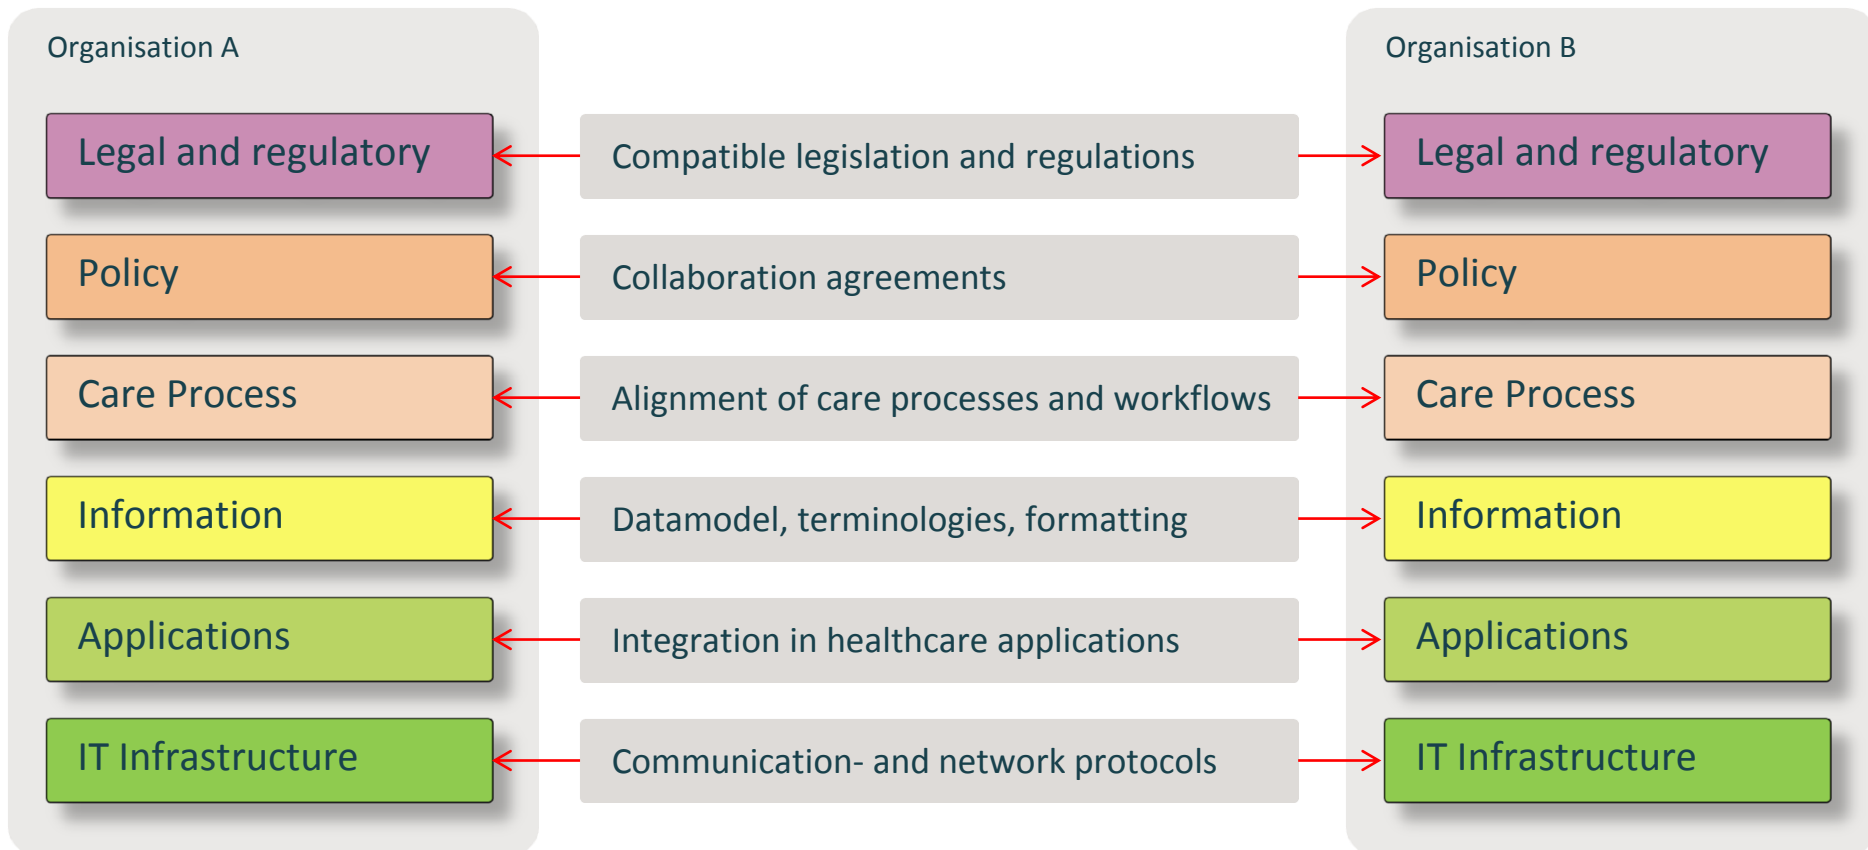 Organisation A
Organisation B
Legal and regulatory
Compatible legislation and regulations
Legal and regulatory
Policy
Collaboration agreements
Policy
Care Process
Alignment of care processes and workflows
Care Process
Information
Datamodel, terminologies, formatting
Information
Applications
Integration in healthcare applications
Applications
IT Infrastructure
Communication- and network protocols
IT Infrastructure